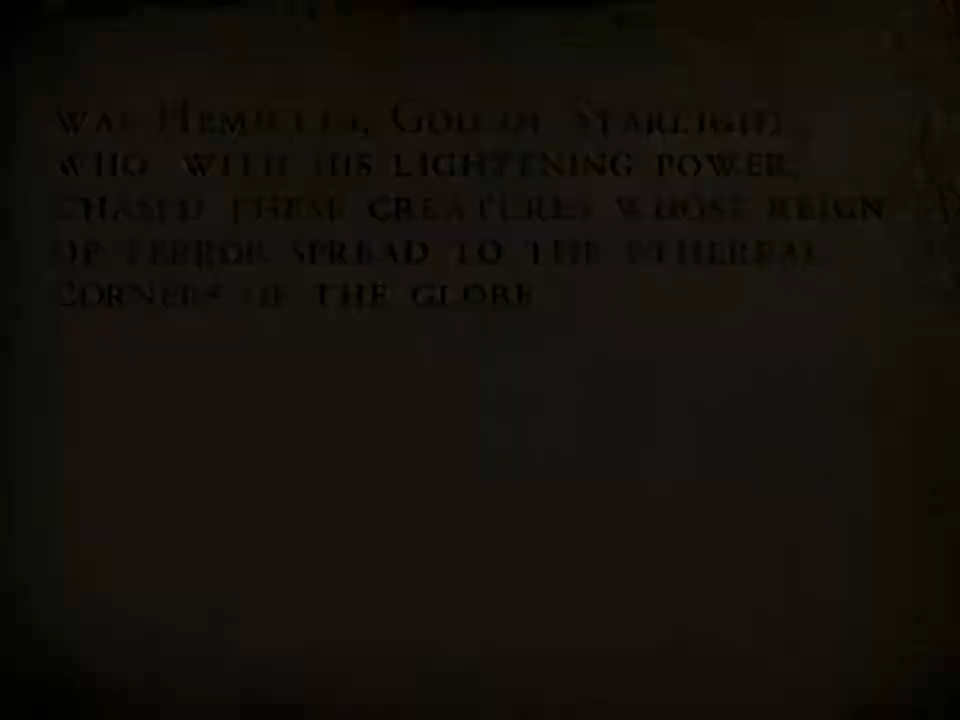 WAS GOD OF STARLIGHT,
WHO WITH HIS LIGHTENING POWER,
CHASED THESE CREATURES WHOSE REIGN
OF TERROR SPREAD TO THE ETHEREAL
CORNERS OF THE GLOBE